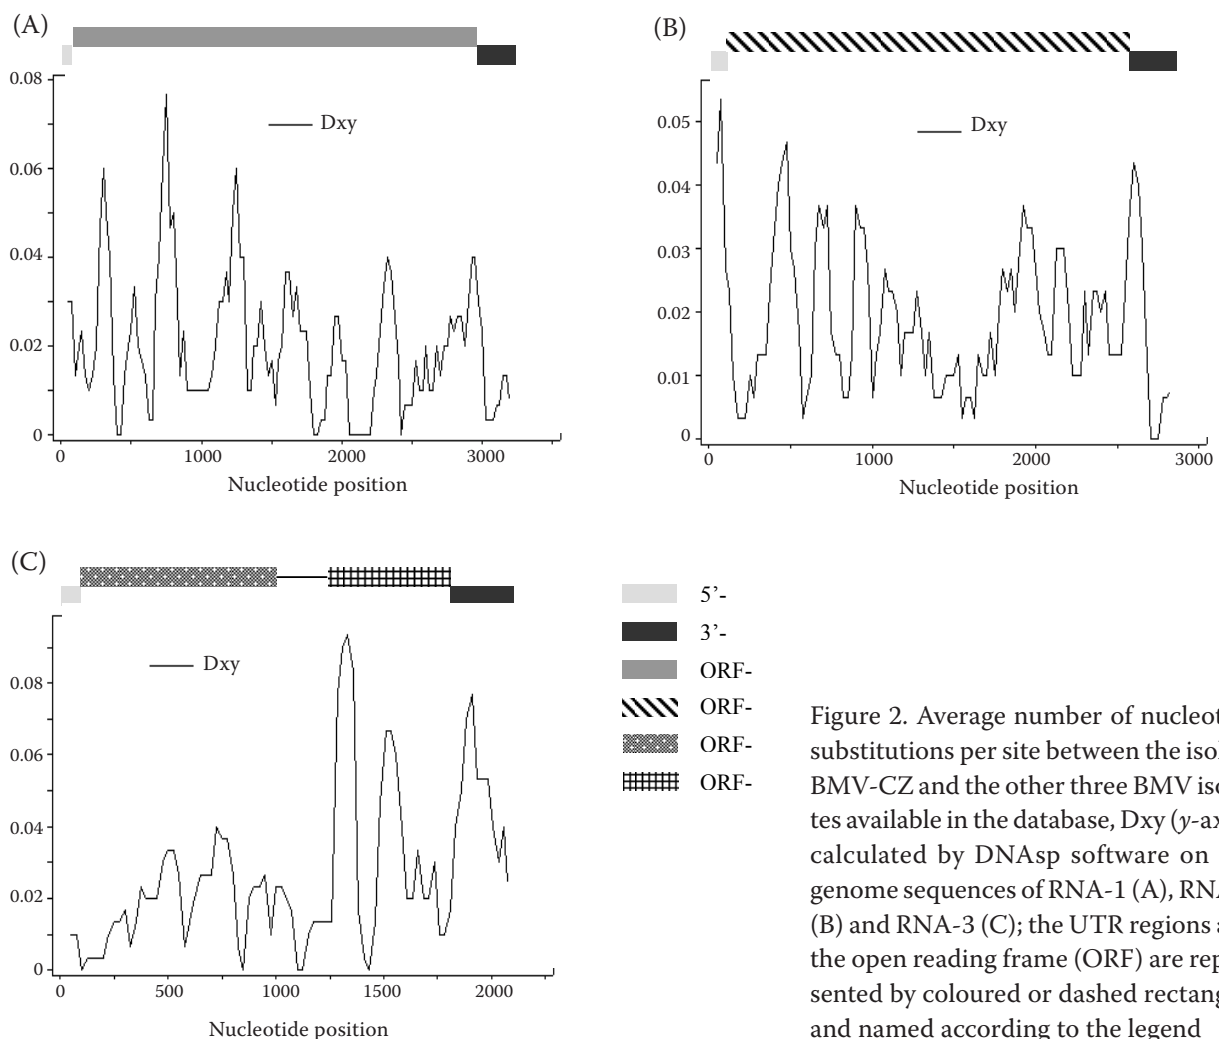 (A)
0.08
0.06
0.04
0.02
0
Dxy
0 1000 2000 3000
Nucleotide position
(B)
0.05
0.04
0.03
0.02
0.01
0
Dxy
0 1000 2000 3000
Nucleotide position
(C)
0.08
0.06
0.04
0.02
0
Dxy
0 500 1000 1500 2000
Nucleotide position
5’-
3’-
ORF-
ORF-
ORF-
ORF-
Figure 2. Average number of nucleot
substitutions per site between the isol
BMV-CZ and the other three BMV iso
tes available in the database, Dxy (y-ax
calculated by DNAsp software on
genome sequences of RNA-1 (A), RNA
(B) and RNA-3 (C); the UTR regions a
the open reading frame (ORF) are rep
sented by coloured or dashed rectang
and named according to the legend